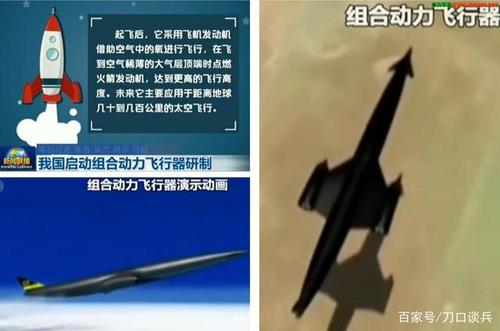 起飞后，它采用飞机发动机
借助空气中的氧进行飞行，在飞
到空气稀薄的大气层顶端时点燃
火箭发动机，达到更高的飞行高
度。未来它主要应用于距离地球
几十到几百公里的太空飞行。
新闻联播
我国启动组合动力飞行器研制
组合动力飞行器演示动画
组合动力飞行器
百家号/刀口谈兵